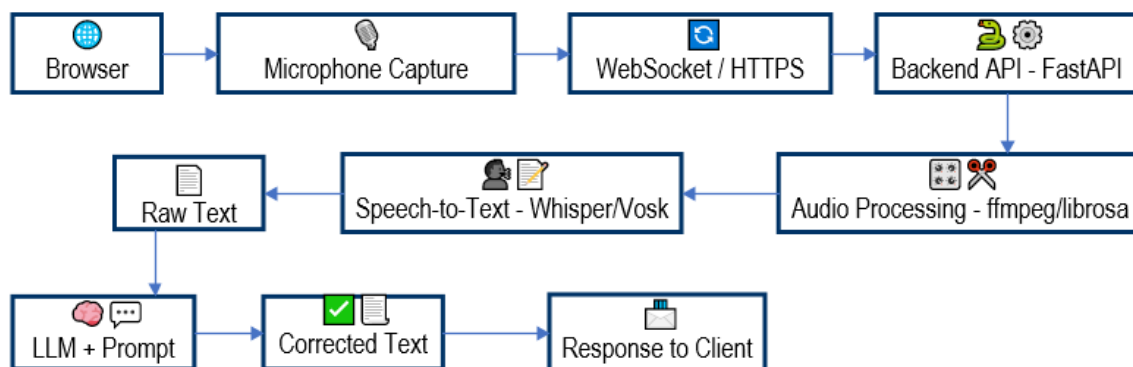 Browser
Microphone Capture
WebSocket / HTTPS
Backend API - FastAPI
Raw Text
Speech-to-Text - Whisper/Vosk
Audio Processing - ffmpeg/librosa
LLM + Prompt
Corrected Text
Response to Client